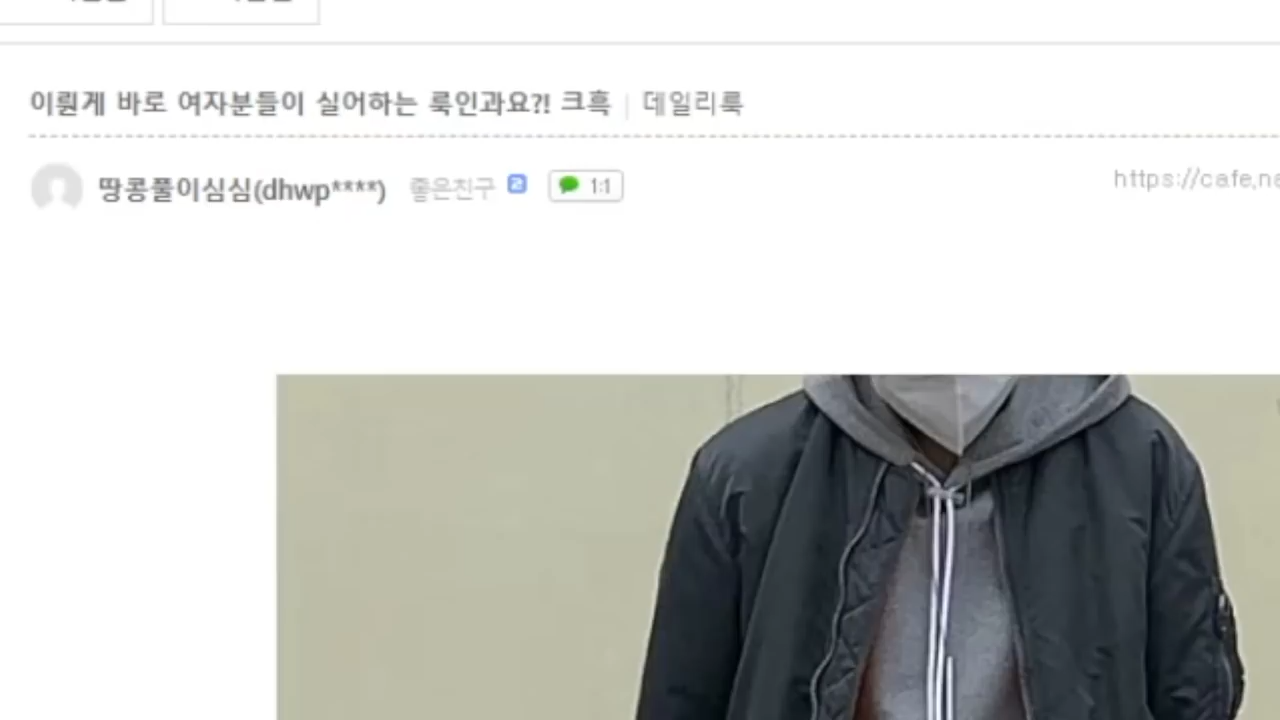 이뤈게 바로 여자분들이 실어하는 룩인과요?! 크흑 | 데일리룩
땅콩풀이심심(dhwp****) 좋은친구 1:1
https://cafe.na